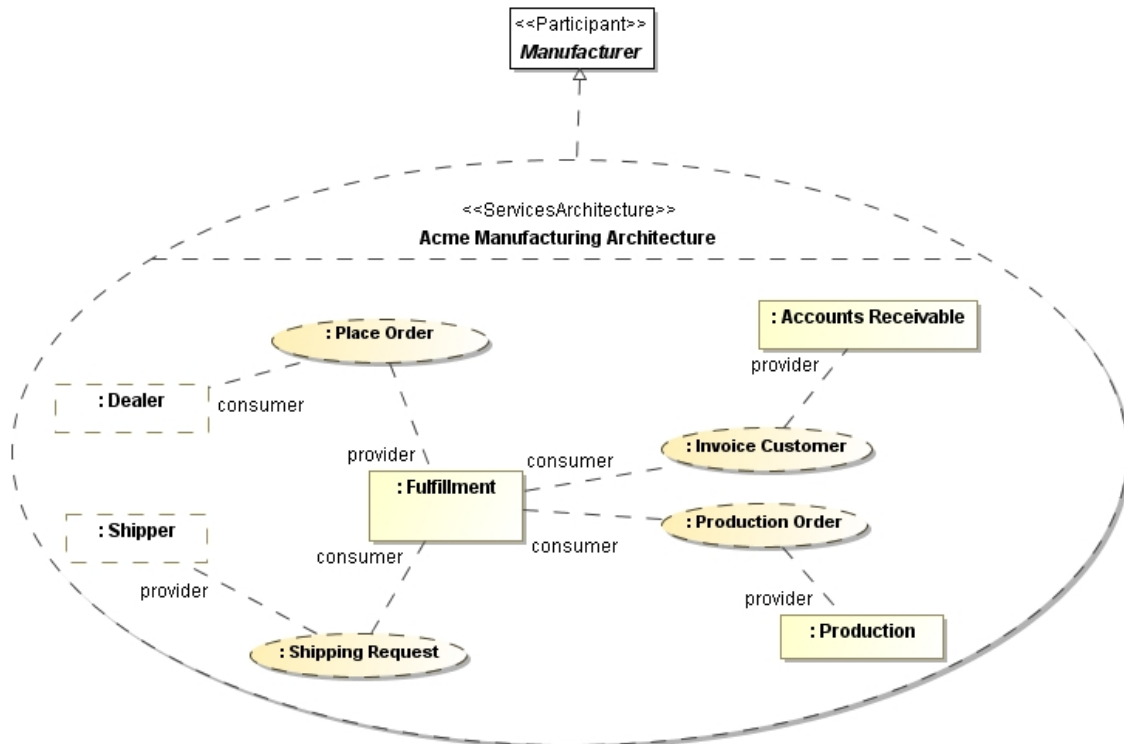 <<Participant>>
Manufacturer
<<ServicesArchitecture>>
Acme Manufacturing Architecture
: Place Order
: Accounts Receivable
provider
: Dealer
consumer
provider
consumer
: Invoice Customer
: Fulfillment
: Shipper
: Production Order
consumer
consumer
provider
provider
: Production
: Shipping Request